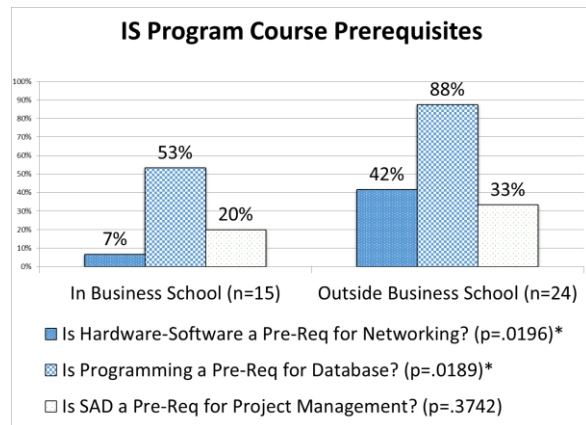 IS Program Course Prerequisites
100%
90%
80%
70%
60%
50%
40%
30%
20%
10%
0%
7%
53%
20%
42%
88%
33%
In Business School (n=15)
Outside Business School (n=24)
Is Hardware-Software a Pre-Req for Networking? (p=.0196)*
Is Programming a Pre-Req for Database? (p=.0189)*
Is SAD a Pre-Req for Project Management? (p=.3742)